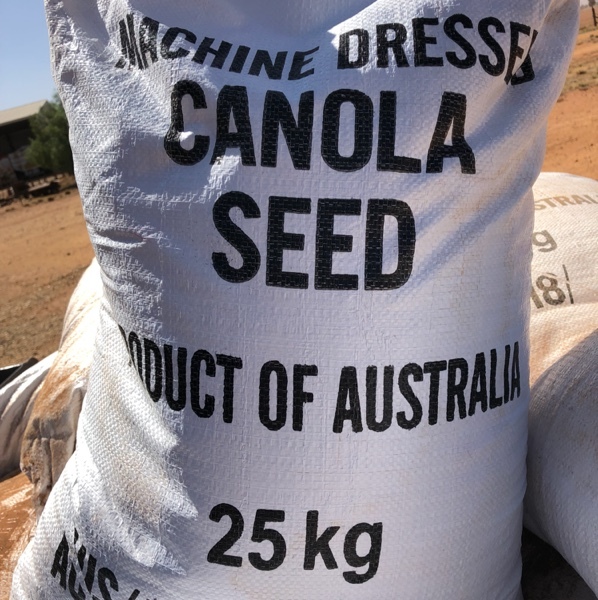 MACHINE DRESSED
CANOLA
SEED
PRODUCT OF AUSTRALIA
25 kg